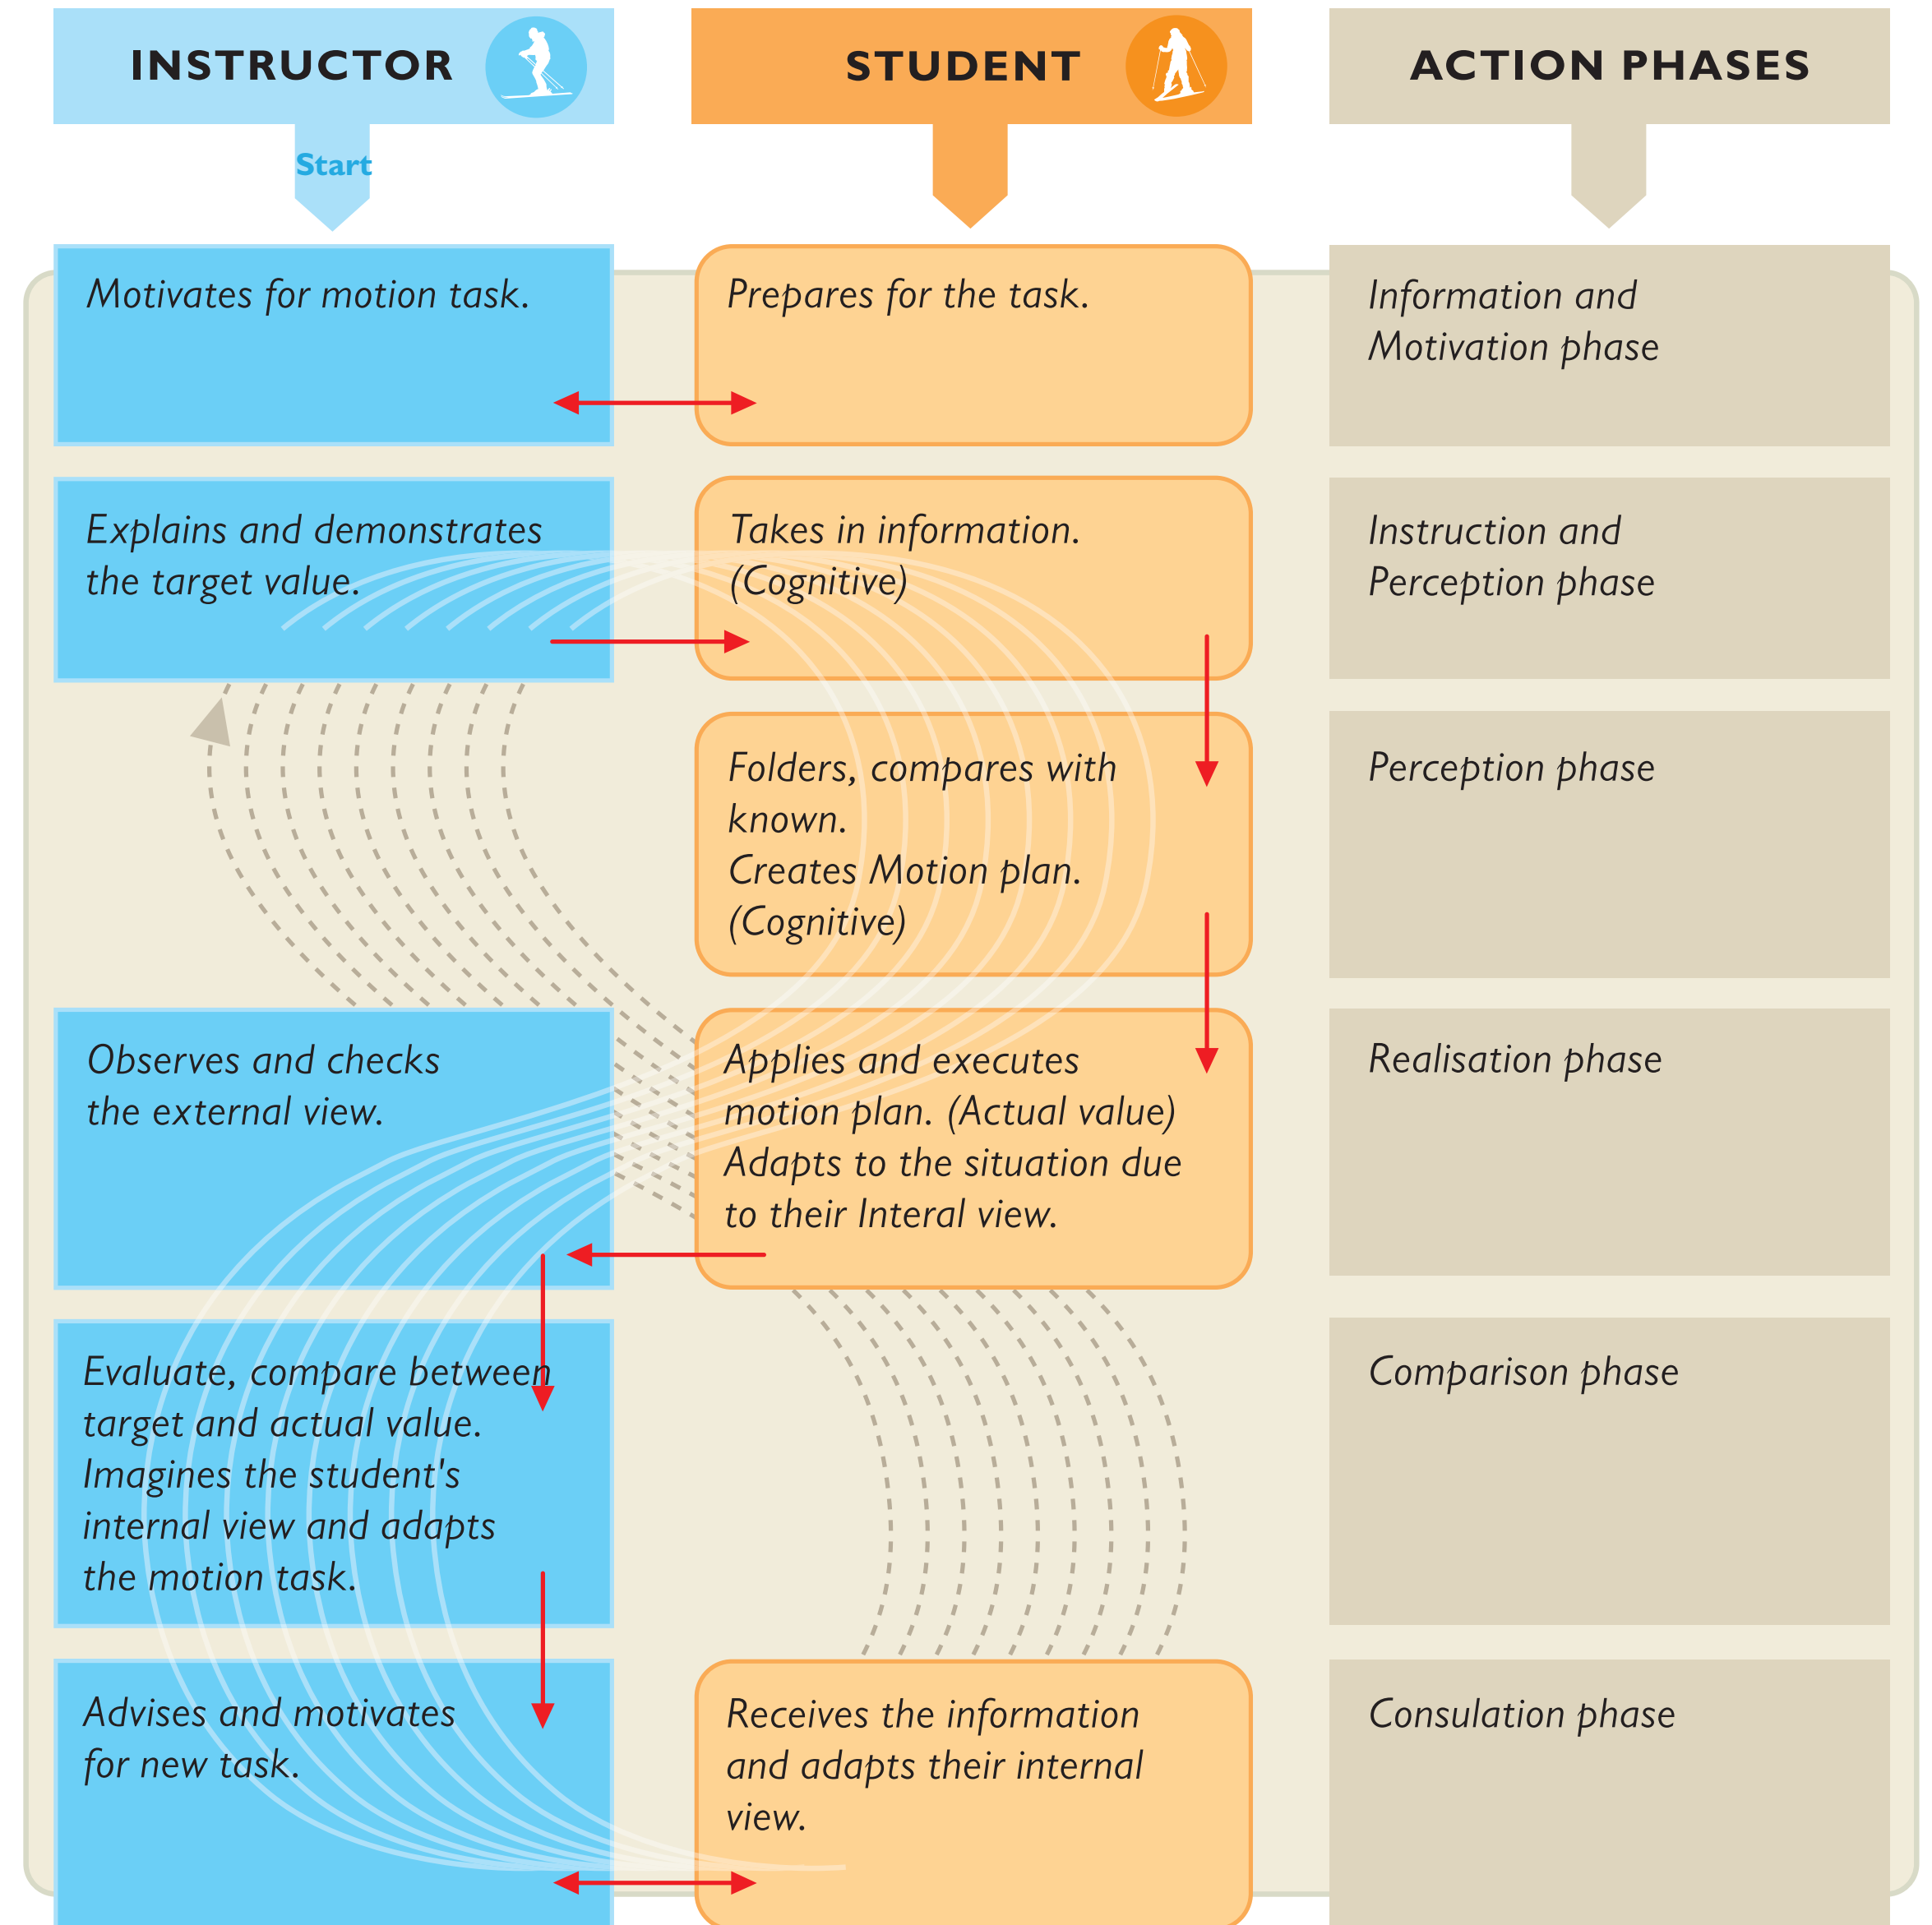 INSTRUCTOR
STUDENT
ACTION PHASES
Start
Motivates for motion task.
Prepares for the task.
Information and
Motivation phase
Explains and demonstrates
the target value.
Takes in information.
(Cognitive)
Instruction and
Perception phase
Folders, compares with
known.
Creates Motion plan.
(Cognitive)
Perception phase
Observes and checks
the external view.
Applies and executes
motion plan. (Actual value)
Adapts to the situation due
to their Interal view.
Realisation phase
Evaluate, compare between
target and actual value.
Imagines the student's
internal view and adapts
the motion task.
Comparison phase
Advises and motivates
for new task.
Receives the information
and adapts their internal
view.
Consulation phase